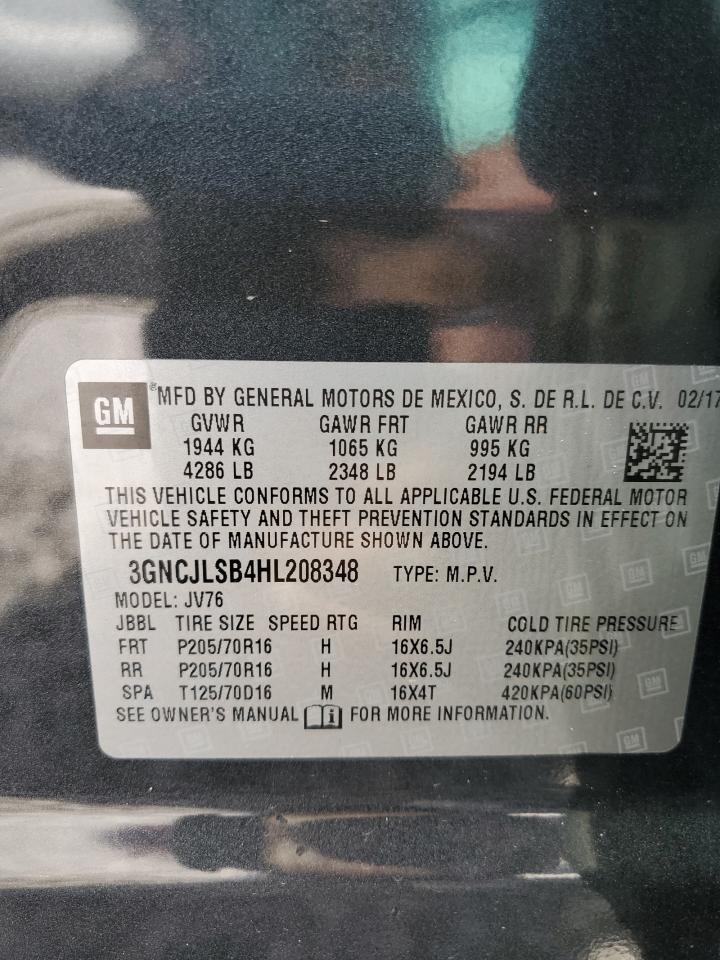 GM
®MFD BY GENERAL MOTORS DE MEXICO, S. DE R.L. DE C.V. 02/17
GVWR GAWR FRT GAWR RR
1944 KG 1065 KG 995 KG
4286 LB 2348 LB 2194 LB
THIS VEHICLE CONFORMS TO ALL APPLICABLE U.S. FEDERAL MOTOR
VEHICLE SAFETY AND THEFT PREVENTION STANDARDS IN EFFECT ON
THE DATE OF MANUFACTURE SHOWN ABOVE.
3GNCJLSB4HL208348 TYPE: M.P.V.
MODEL: JV76
JBBL TIRE SIZE SPEED RTG RIM COLD TIRE PRESSURE
FRT P205/70R16 H 16X6.5J 240KPA(35PSI)
RR P205/70R16 H 16X6.5J 240KPA(35PSI)
SPA T125/70D16 M 16X4T 420KPA(60PSI)
SEE OWNER'S MANUAL i FOR MORE INFORMATION.